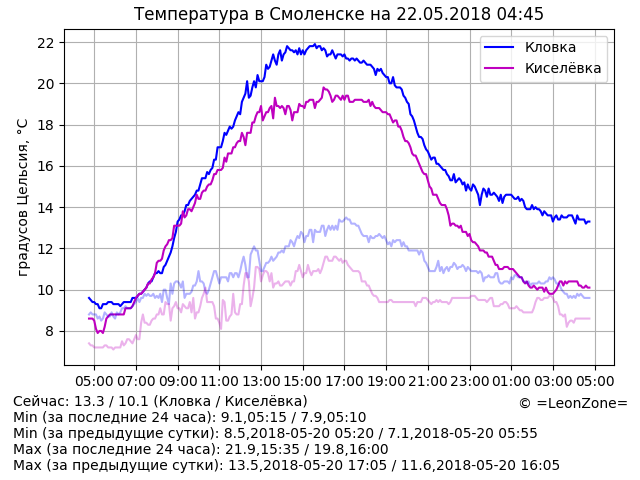 Температура в Смоленске на 22.05.2018 04:45
градусов Цельсия, °C
22
20
18
16
14
12
10
8
Кловка
Киселёвка
05:00 07:00 09:00 11:00 13:00 15:00 17:00 19:00 21:00 23:00 01:00 03:00 05:00
Сейчас: 13.3 / 10.1 (Кловка / Киселёвка)
© =LeonZone=
Min (за последние 24 часа): 9.1,05:15 / 7.9,05:10
Min (за предыдущие сутки): 8.5,2018-05-20 05:20 / 7.1,2018-05-20 05:55
Max (за последние 24 часа): 21.9,15:35 / 19.8,16:00
Max (за предыдущие сутки): 13.5,2018-05-20 17:05 / 11.6,2018-05-20 16:05